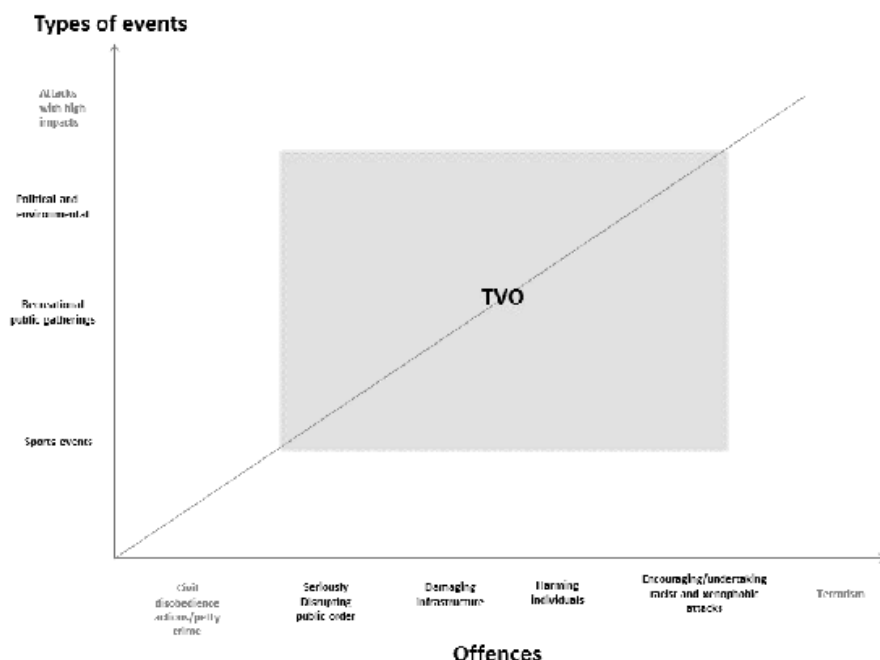 Types of events
Attacks
with high
impacts
Political and
environmental
Recreational
public gatherings
Sports events
TVO
Civil
disobedience
actions/petty
crime
Seriously
Disrupting
public order
Damaging
infrastructure
Harming
individuals
Encouraging/undertaking
racist and xenophobic
attacks
Terrorism
Offences